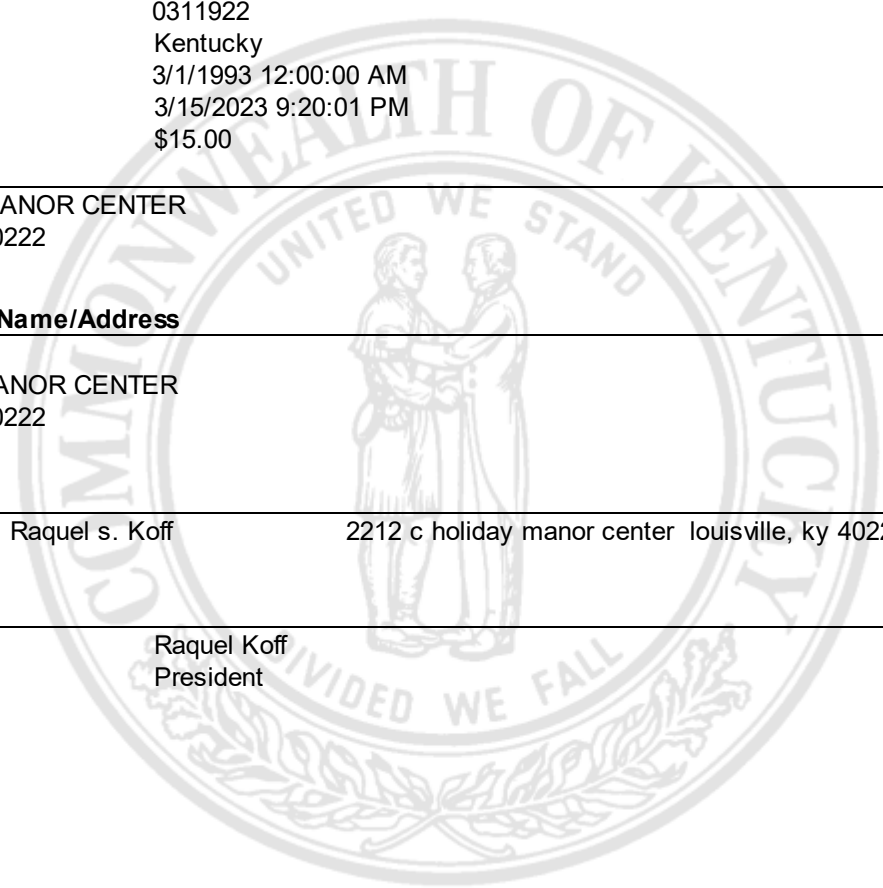 0311922
Kentucky
3/1/1993 12:00:00 AM
3/15/2023 9:20:01 PM
$15.00
ANOR CENTER
0222
Name/Address
ANOR CENTER
0222
Raquel s. Koff 2212 c holiday manor center louisville, ky 4022
Raquel Koff
President
COMMONWEALTH OF KENTUCKY
UNITED WE STAND
DIVIDED WE FALL